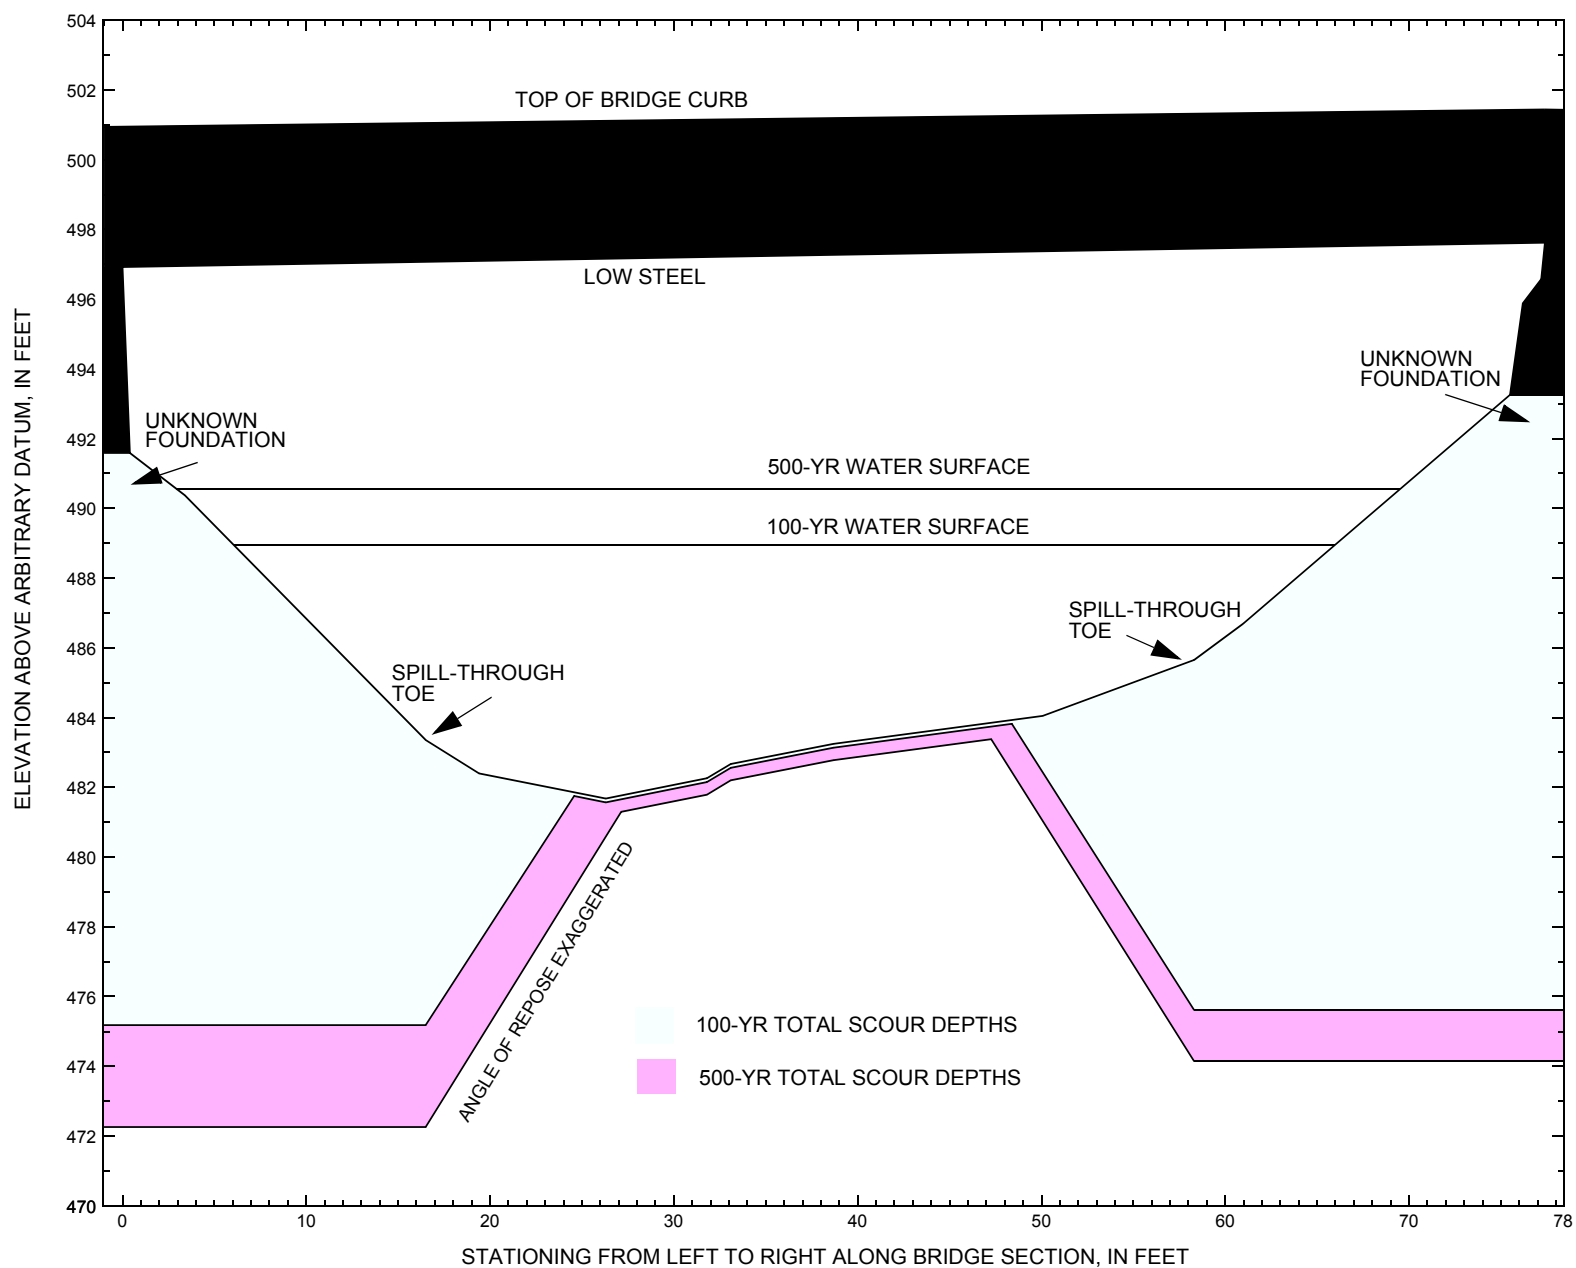 504
502
500
498
496
494
492
490
488
486
484
482
480
478
476
474
472
470
ELEVATION ABOVE ARBITRARY DATUM, IN FEET
TOP OF BRIDGE CURB
LOW STEEL
UNKNOWN
FOUNDATION
UNKNOWN
FOUNDATION
500-YR WATER SURFACE
100-YR WATER SURFACE
SPILL-THROUGH
TOE
SPILL-THROUGH
TOE
ANGLE OF REPOSE EXAGGERATED
100-YR TOTAL SCOUR DEPTHS
500-YR TOTAL SCOUR DEPTHS
0 10 20 30 40 50 60 70 78
STATIONING FROM LEFT TO RIGHT ALONG BRIDGE SECTION, IN FEET